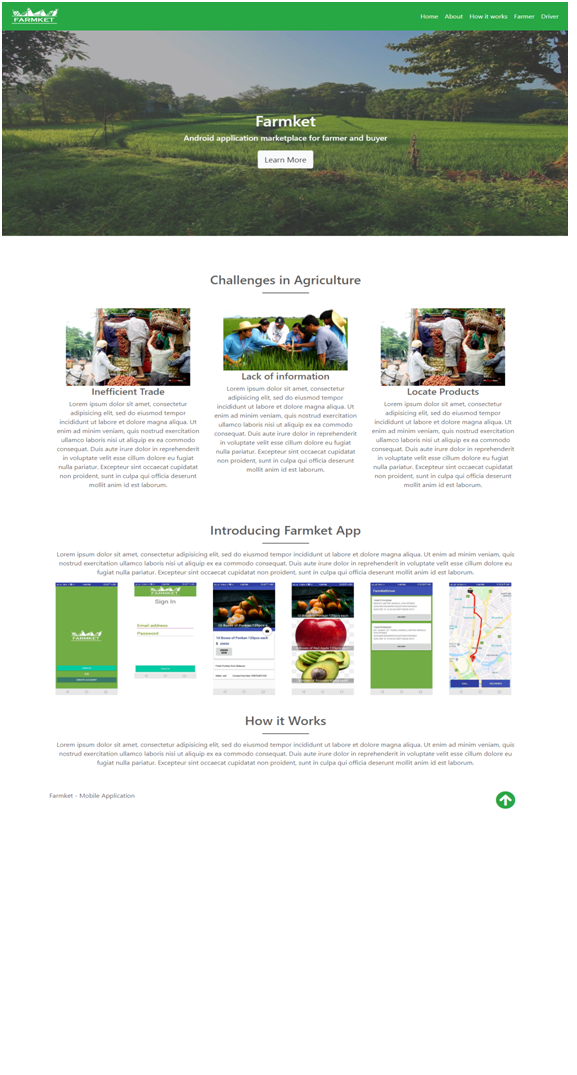 FARMKET
Home About How it works Farmer Driver
Farmket
Android application marketplace for farmer and buyer
Learn More
Challenges in Agriculture
Inefficient Trade
Lorem ipsum dolor sit amet, consectetur
adipisicing elit, sed do eiusmod tempor
incididunt ut labore et dolore magna aliqua. Ut
enim ad minim veniam, quis nostrud exercitation
ullamco laboris nisi ut aliquip ex ea commodo
consequat. Duis aute irure dolor in reprehenderit
in voluptate velit esse cillum dolore eu fugiat
nulla pariatur. Excepteur sint occaecat cupidatat
non proident, sunt in culpa qui officia deserunt
mollit anim id est laborum.
Lack of information
Lorem ipsum dolor sit amet, consectetur
adipisicing elit, sed do eiusmod tempor
incididunt ut labore et dolore magna aliqua. Ut
enim ad minim veniam, quis nostrud exercitation
ullamco laboris nisi ut aliquip ex ea commodo
consequat. Duis aute irure dolor in reprehenderit
in voluptate velit esse cillum dolore eu fugiat
nulla pariatur. Excepteur sint occaecat cupidatat
non proident, sunt in culpa qui officia deserunt
mollit anim id est laborum.
Locate Products
Lorem ipsum dolor sit amet, consectetur
adipisicing elit, sed do eiusmod tempor
incididunt ut labore et dolore magna aliqua. Ut
enim ad minim veniam, quis nostrud exercitation
ullamco laboris nisi ut aliquip ex ea commodo
consequat. Duis aute irure dolor in reprehenderit
in voluptate velit esse cillum dolore eu fugiat
nulla pariatur. Excepteur sint occaecat cupidatat
non proident, sunt in culpa qui officia deserunt
mollit anim id est laborum.
Introducing Farmket App
Lorem ipsum dolor sit amet, consectetur adipisicing elit, sed do eiusmod tempor incididunt ut labore et dolore magna aliqua. Ut enim ad minim veniam, quis
nostrud exercitation ullamco laboris nisi ut aliquip ex ea commodo consequat. Duis aute irure dolor in reprehenderit in voluptate velit esse cillum dolore eu
fugiat nulla pariatur. Excepteur sint occaecat cupidatat non proident, sunt in culpa qui officia deserunt mollit anim id est laborum.
FARMKET
FARMKET
Sign In
Email address
Password
How it Works
Lorem ipsum dolor sit amet, consectetur adipisicing elit, sed do eiusmod tempor incididunt ut labore et dolore magna aliqua. Ut enim ad minim veniam, quis
nostrud exercitation ullamco laboris nisi ut aliquip ex ea commodo consequat. Duis aute irure dolor in reprehenderit in voluptate velit esse cillum dolore eu
fugiat nulla pariatur. Excepteur sint occaecat cupidatat non proident, sunt in culpa qui officia deserunt mollit anim id est laborum.
Farmket - Mobile Application